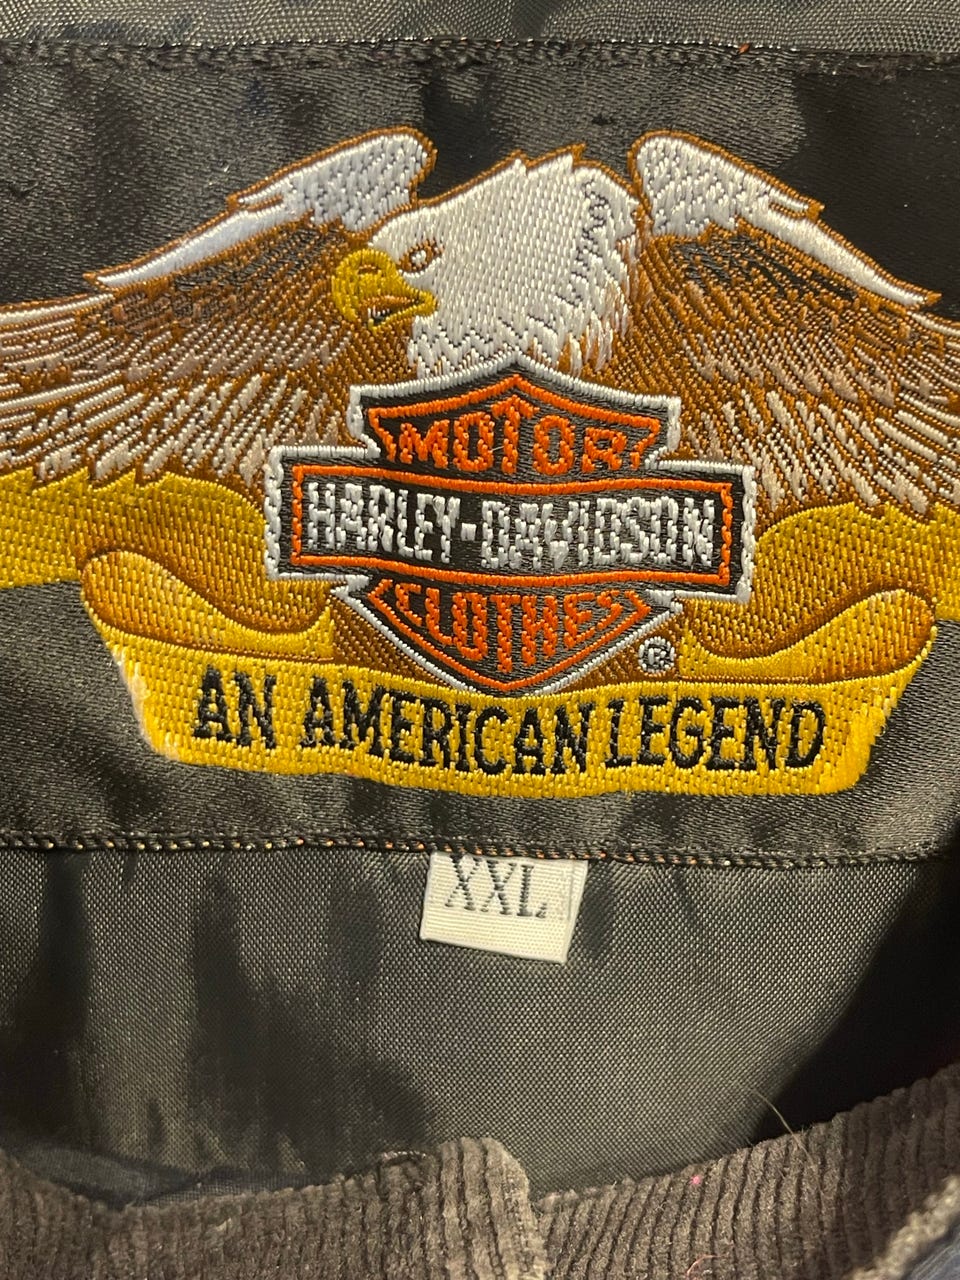 MOTOR
HARLEY-DAVIDSON
CLOTHES
®
AN AMERICAN LEGEND
XXL